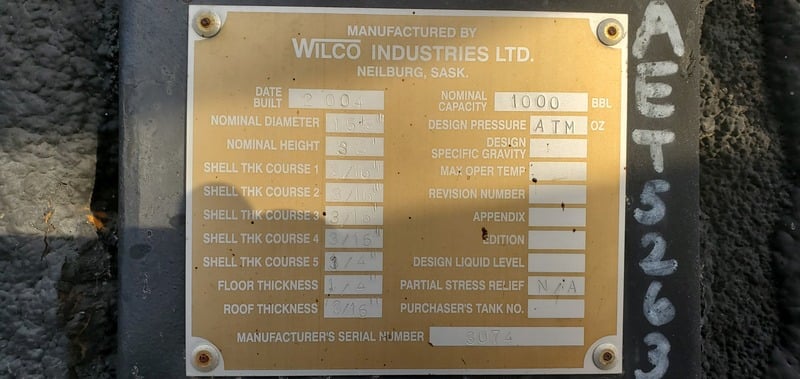 MANUFACTURED BY
WILCO INDUSTRIES LTD.
NEILBURG, SASK.
DATE BUILT 2004
NOMINAL CAPACITY 1000 BBL
NOMINAL DIAMETER
DESIGN PRESSURE ATM OZ
NOMINAL HEIGHT
DESIGN SPECIFIC GRAVITY
SHELL THK COURSE 1 3/16"
MAX OPER TEMP
SHELL THK COURSE 2 3/16"
REVISION NUMBER
SHELL THK COURSE 3 3/16"
APPENDIX
SHELL THK COURSE 4 3/16"
EDITION
SHELL THK COURSE 5 1/4"
DESIGN LIQUID LEVEL
FLOOR THICKNESS 1/4"
PARTIAL STRESS RELIEF N/A
ROOF THICKNESS 3/16"
PURCHASER'S TANK NO.
MANUFACTURER'S SERIAL NUMBER 3074
AET5263